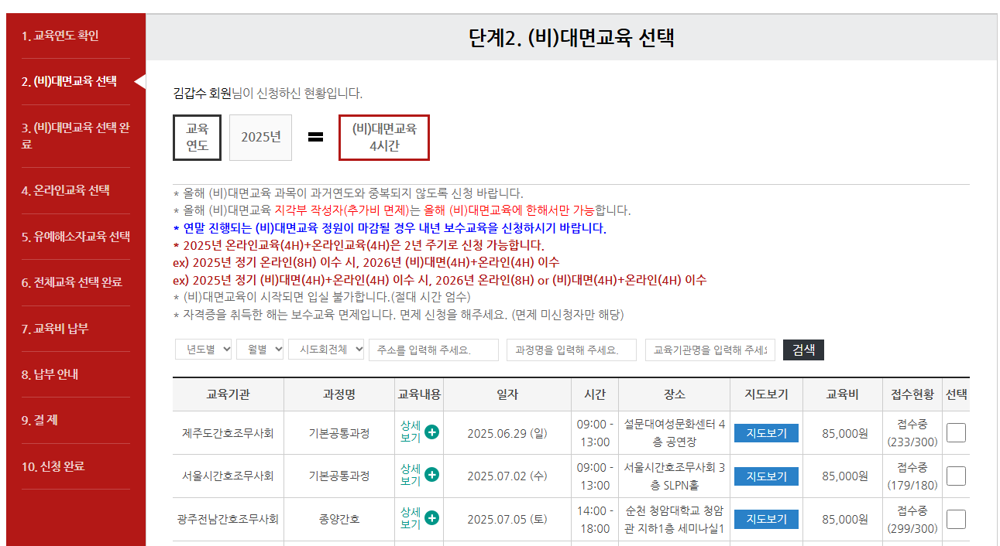 1. 교육연도 확인
2. (비)대면교육 선택
3. (비)대면교육 선택 완
료
4. 온라인교육 선택
5. 유예해소자교육 선택
6. 전체교육 선택 완료
7. 교육비 납부
8. 납부 안내
9. 결 제
10. 신청 완료
단계2. (비)대면교육 선택
김갑수 회원님이 신청하신 현황입니다.
교육
연도
2025년
=
(비)대면교육
4시간
* 올해 (비)대면교육 과목이 과거연도와 중복되지 않도록 신청 바랍니다.
* 올해 (비)대면교육 지각부 작성자(추가비 면제)는 올해 (비)대면교육에 한해서만 가능합니다.
* 연말 진행되는 (비)대면교육 정원이 마감될 경우 내년 보수교육을 신청하시기 바랍니다.
* 2025년 온라인교육(4H)+온라인교육(4H)은 2년 주기로 신청 가능합니다.
ex) 2025년 정기 온라인(8H) 이수 시, 2026년 (비)대면(4H)+온라인(4H) 이수
ex) 2025년 정기 (비)대면(4H)+온라인(4H) 이수 시, 2026년 온라인(8H) or (비)대면(4H)+온라인(4H) 이수
* (비)대면교육이 시작되면 입실 불가합니다.(절대 시간 엄수)
* 자격증을 취득한 해는 보수교육 면제입니다. 면제 신청을 해주세요. (면제 미신청자만 해당)
년도별 월별 시도회전체 주소를 입력해 주세요. 과정명을 입력해 주세요. 교육기관명을 입력해 주세요 검색
교육기관 과정명 교육내용 일자 시간 장소 지도보기 교육비 접수현황 선택
제주도간호조무사회 기본공통과정 상세
보기 2025.06.29 (일) 09:00 -
13:00 설문대여성문화센터 4
층 공연장 지도보기 85,000원 접수중
(233/300)
서울시간호조무사회 기본공통과정 상세
보기 2025.07.02 (수) 09:00 -
13:00 서울시간호조무사회 3
층 SLPN홀 지도보기 85,000원 접수중
(179/180)
광주전남간호조무사회 종양간호 상세
보기 2025.07.05 (토) 14:00 -
18:00 순천 청암대학교 청암
관 지하1층 세미나실1 지도보기 85,000원 접수중
(299/300)